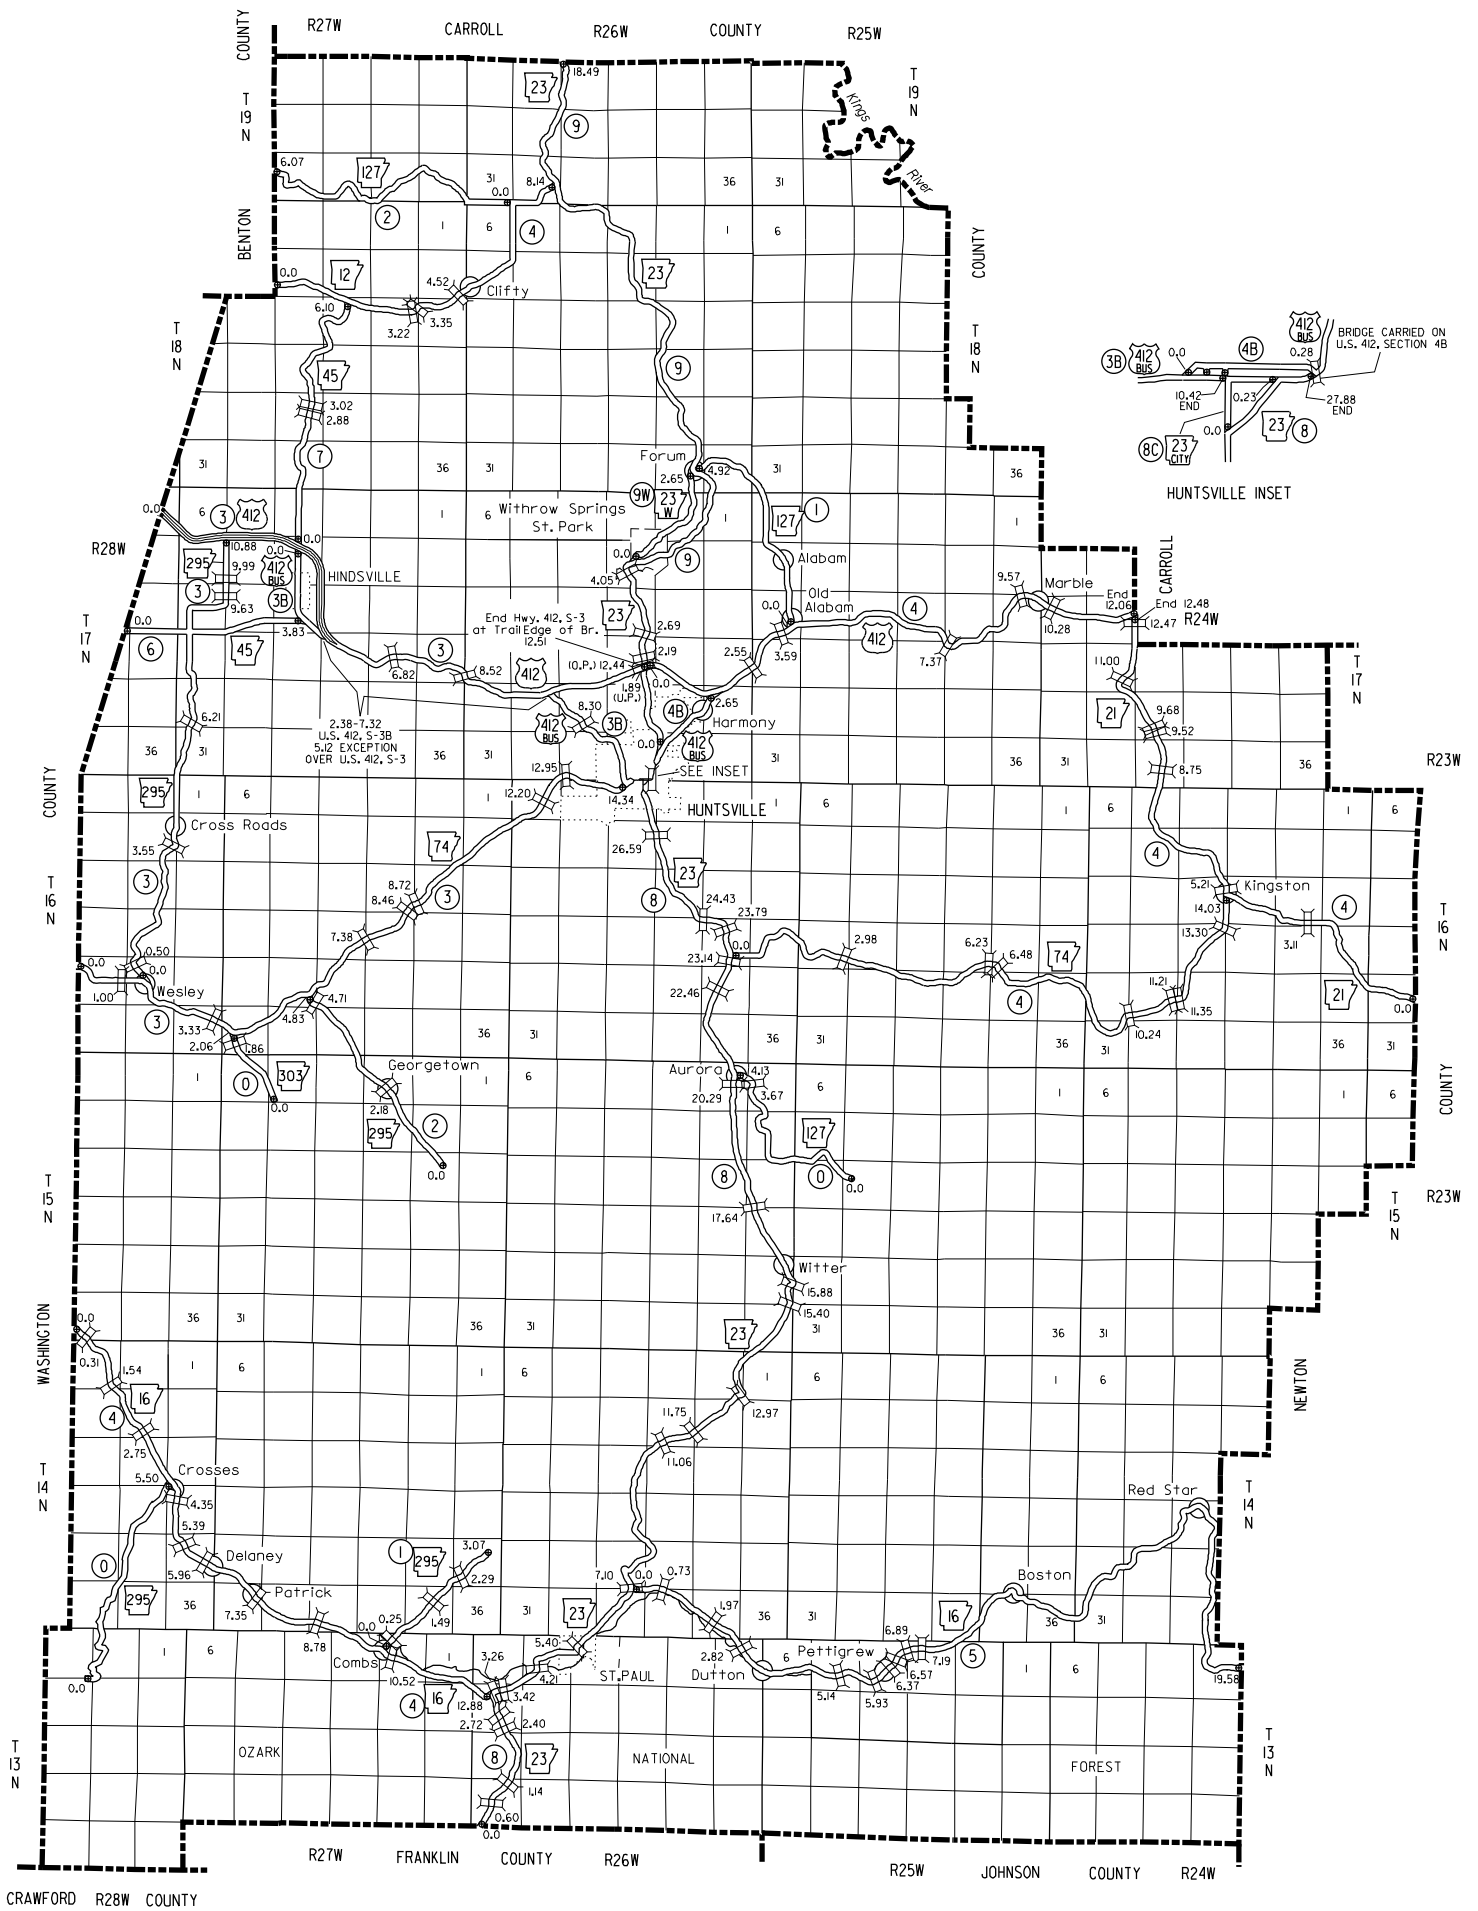 R27W CARROLL R26W COUNTY R25W
COUNTY
T
19
N
T
19
N
23
18.49
9
Kings
River
6.07
127
31
0.0
8.14
36
31
2
4
1
6
1
6
BENTON
COUNTY
0.0
12
4.52
Clifty
23
6.10
3.22
3.35
T
18
N
T
18
N
45
9
3.02
2.88
7
412
BUS
BRIDGE CARRIED ON
U.S. 412, SECTION 4B
3B
412
BUS
0.0
4B
0.28
10.42
END
0.23
27.88
END
8C
23
CITY
0.0
23
8
HUNTSVILLE INSET
31
36
31
Forum
4.92
31
36
2.65
0.0
6
3
412
1
6
Withrow Springs
St. Park
9W
23
W
1
127
1
1
R28W
295
10.88
0.0
0.0
9.99
412
BUS
HINDSVILLE
0.0
9
Alabam
CARROLL
3
9.63
3B
4.05
9.57
Marble
T
17
N
0.0
6
45
3.83
End Hwy. 412, S-3
at Trail Edge of Br.
12.51
23
Old
Alabam
0.0
4
412
10.28
End
12.06
End 12.48
12.47
R24W
2.69
2.19
3
6.82
8.52
412
(O.P.) 12.44
0.0
1.89
(U.P.)
2.55
3.59
7.37
11.00
T
17
N
6.21
2.38-7.32
U.S. 412, S-3B
5.12 EXCEPTION
OVER U.S. 412, S-3
412
BUS
8.30
3B
4B
2.65
Harmony
21
9.68
9.52
0.0
412
BUS
36
31
36
31
31
36
31
8.75
36
R23W
COUNTY
295
1
6
12.95
12.20
1
14.34
SEE INSET
HUNTSVILLE
1
6
1
6
1
6
Cross Roads
3.55
74
26.59
4
T
16
N
3
8.72
8.46
3
8
23
5.21
Kingston
14.03
4
T
16
N
24.43
23.79
7.38
13.30
3.11
0.50
0.0
0.0
23.14
0.0
2.98
6.23
6.48
74
Wesley
1.00
4.71
22.46
4
11.21
11.35
21
0.0
3
3.33
4.83
10.24
2.06
1.86
36
31
36
31
36
31
36
31
1
0
303
0.0
Georgetown
1
6
Aurora
4.13
20.29
3.67
6
1
6
1
6
COUNTY
2.18
295
2
0.0
127
8
0
0.0
T
15
N
T
15
N
R23W
17.64
Witter
15.88
15.40
WASHINGTON
0.0
36
31
36
31
31
36
31
23
0.31
1.54
1
6
1
6
1
6
1
6
NEWTON
16
4
11.75
12.97
2.75
11.06
T
14
N
Crosses
5.50
4.35
Red Star
T
14
N
5.39
Delaney
1
295
3.07
0
5.96
2.29
7.10
0.0
0.73
Boston
Patrick
295
36
7.35
0.0
0.25
1.49
36
31
23
1.97
36
31
16
36
31
8.78
1
6
Combs
10.52
1
3.26
5.40
4.21
1
ST. PAUL
2.82
Dutton
6
Pettigrew
6.89
7.19
5
16.57
6.37
5.14
5.93
1
6
0.0
4
16
12.88
3.42
19.58
2.72
2.40
T
13
N
OZARK
8
23
NATIONAL
FOREST
T
13
N
1.14
0.60
0.0
R27W FRANKLIN COUNTY R26W
R25W JOHNSON COUNTY R24W
CRAWFORD R28W COUNTY